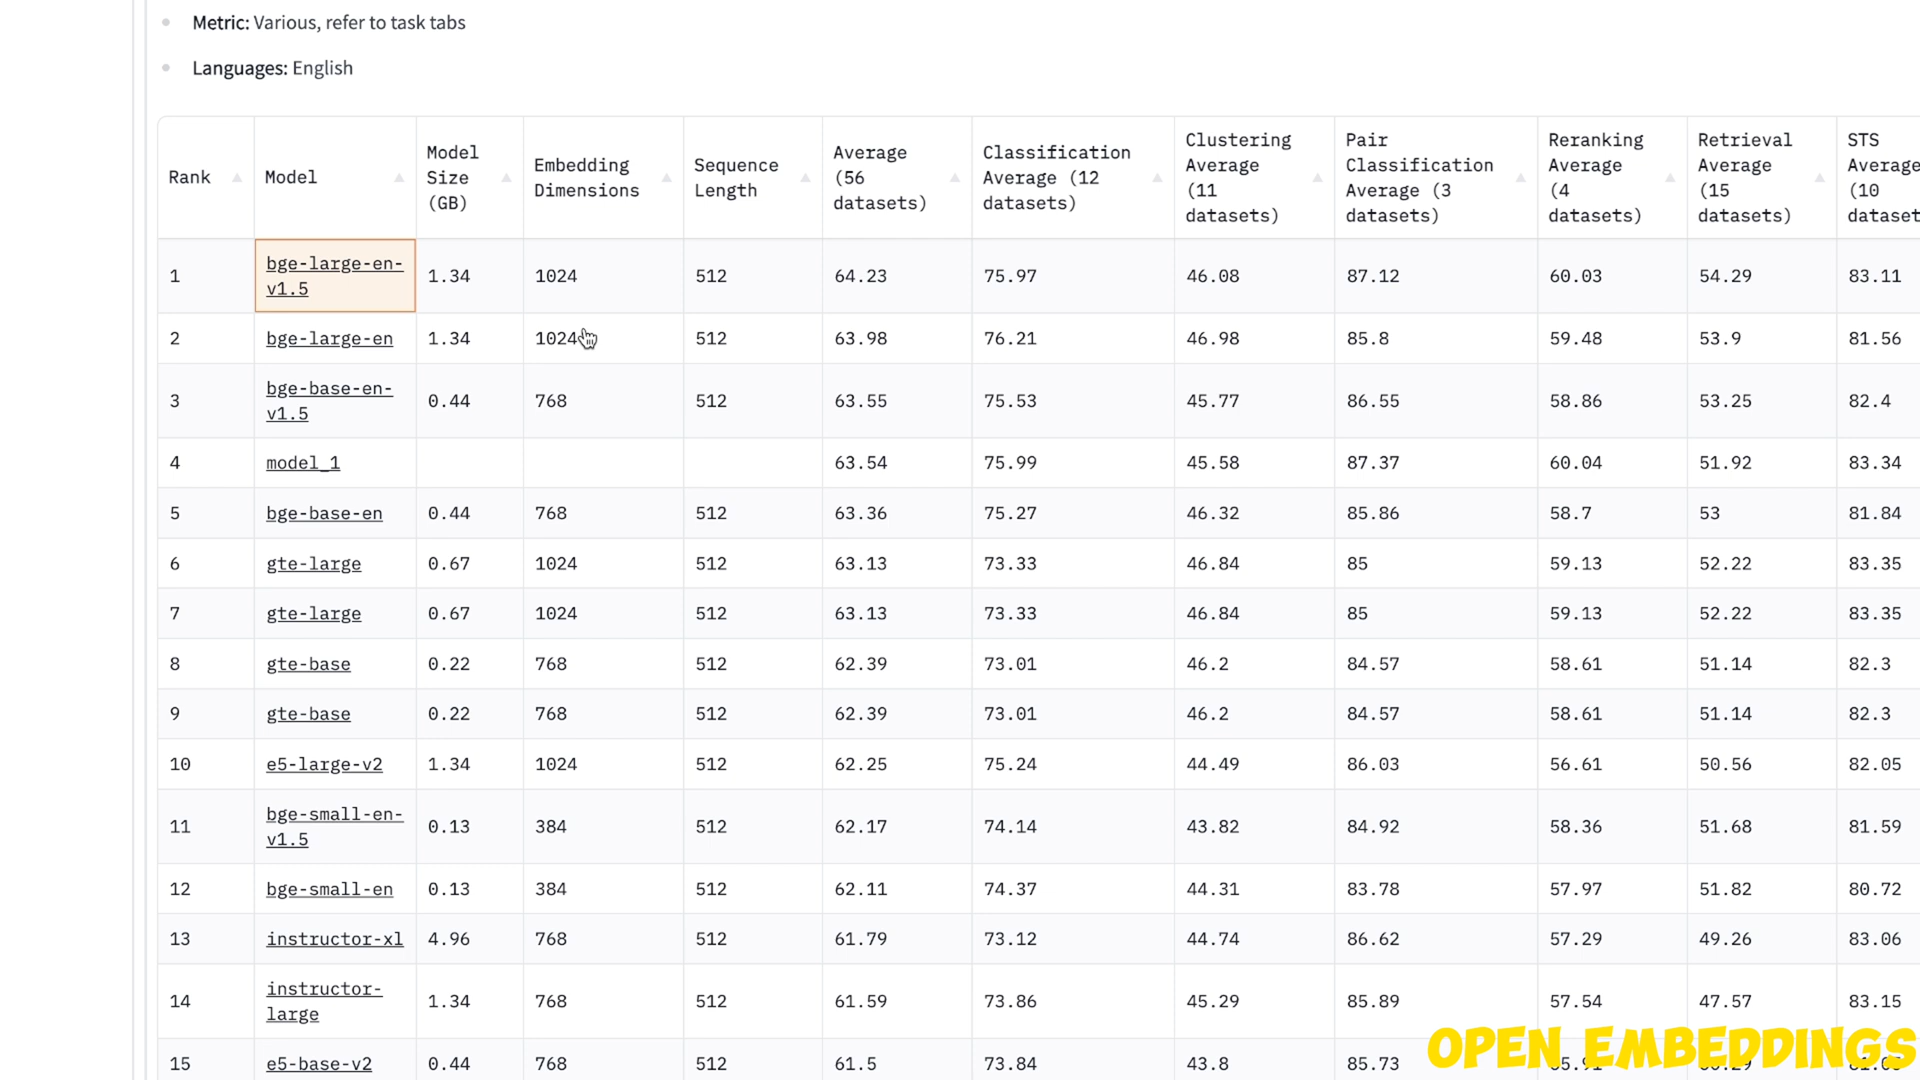 Metric: Various, refer to task tabs
Languages: English
Rank Model Model Size (GB) Embedding Dimensions Sequence Length Average (56 datasets) Classification Average (12 datasets) Clustering Average (11 datasets) Pair Classification Average (3 datasets) Reranking Average (4 datasets) Retrieval Average (15 datasets) STS Average (10 dataset
1 bge-large-en-v1.5 1.34 1024 512 64.23 75.97 46.08 87.12 60.03 54.29 83.11
2 bge-large-en 1.34 1024 512 63.98 76.21 46.98 85.8 59.48 53.9 81.56
3 bge-base-en-v1.5 0.44 768 512 63.55 75.53 45.77 86.55 58.86 53.25 82.4
4 model_1 63.54 75.99 45.58 87.37 60.04 51.92 83.34
5 bge-base-en 0.44 768 512 63.36 75.27 46.32 85.86 58.7 53 81.84
6 gte-large 0.67 1024 512 63.13 73.33 46.84 85 59.13 52.22 83.35
7 gte-large 0.67 1024 512 63.13 73.33 46.84 85 59.13 52.22 83.35
8 gte-base 0.22 768 512 62.39 73.01 46.2 84.57 58.61 51.14 82.3
9 gte-base 0.22 768 512 62.39 73.01 46.2 84.57 58.61 51.14 82.3
10 e5-large-v2 1.34 1024 512 62.25 75.24 44.49 86.03 56.61 50.56 82.05
11 bge-small-en-v1.5 0.13 384 512 62.17 74.14 43.82 84.92 58.36 51.68 81.59
12 bge-small-en 0.13 384 512 62.11 74.37 44.31 83.78 57.97 51.82 80.72
13 instructor-xl 4.96 768 512 61.79 73.12 44.74 86.62 57.29 49.26 83.06
14 instructor-large 1.34 768 512 61.59 73.86 45.29 85.89 57.54 47.57 83.15
15 e5-base-v2 0.44 768 512 61.5 73.84 43.8 85.73
OPEN EMBEDDINGS